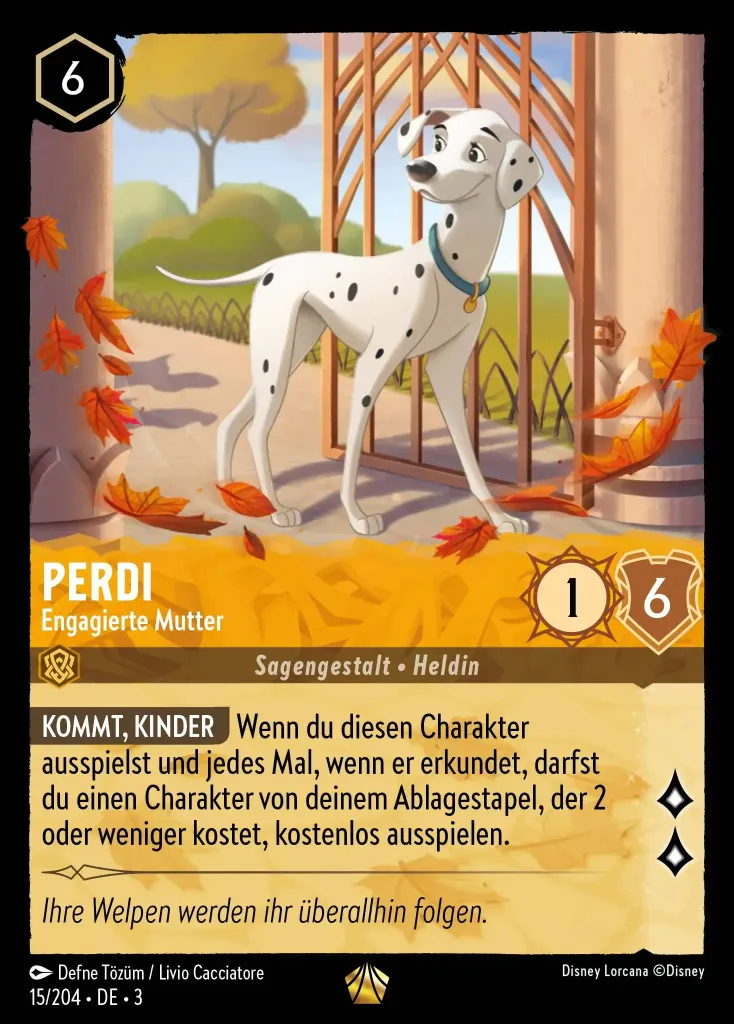 6
PERDI
Engagierte Mutter
1
6
Sagengestalt • Heldin
KOMMT, KINDER Wenn du diesen Charakter
ausspielst und jedes Mal, wenn er erkundet, darfst
du einen Charakter von deinem Ablagestapel, der 2
oder weniger kostet, kostenlos ausspielen.
Ihre Welpen werden ihr überallhin folgen.
Defne Tözüm / Livio Cacciatore
Disney Lorcana ©Disney
15/204 • DE • 3